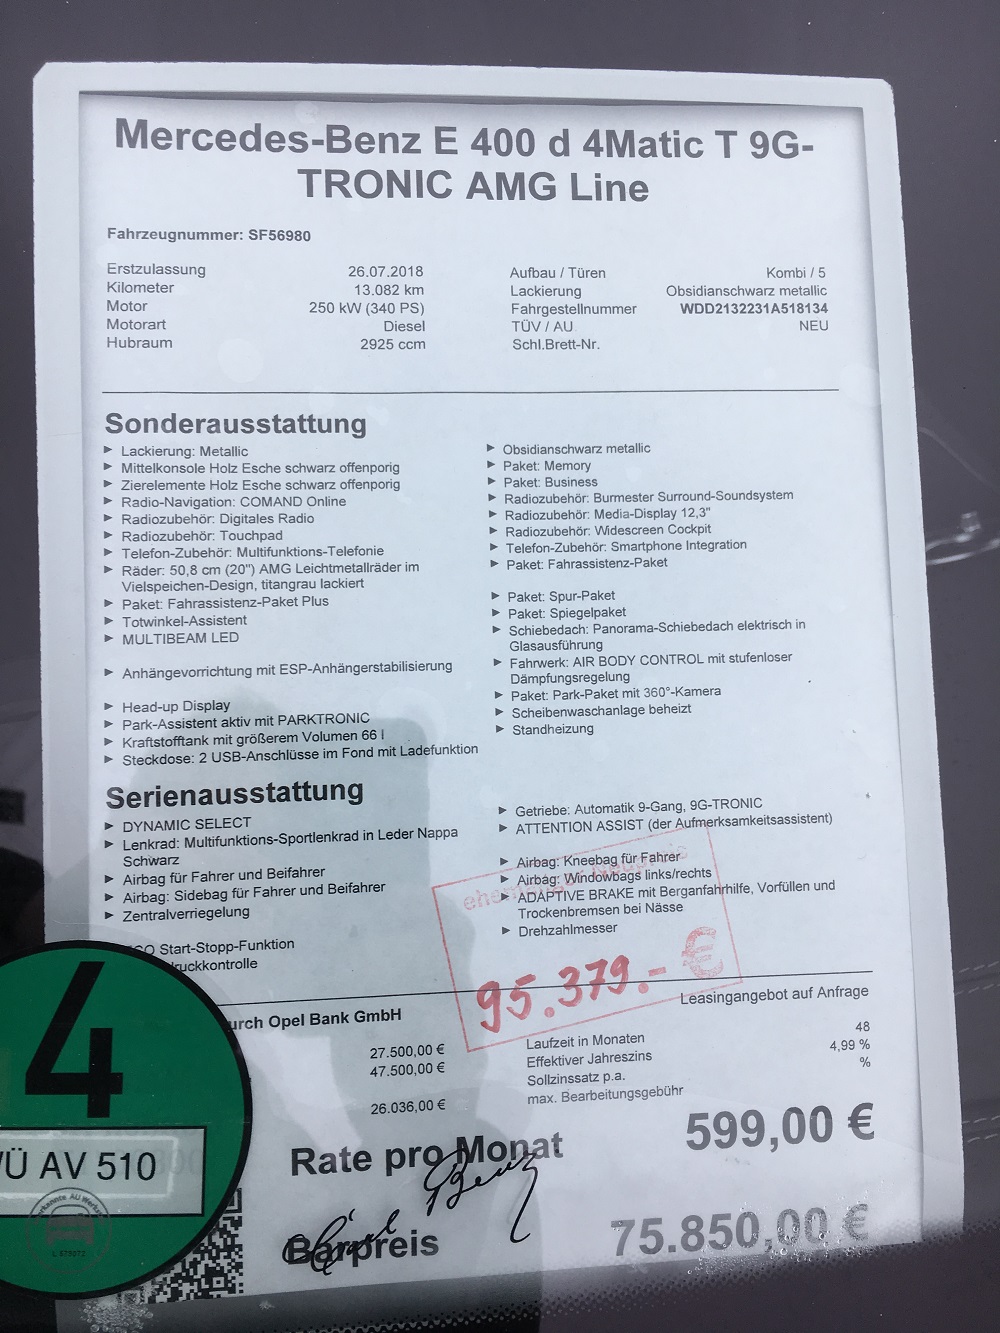 Mercedes-Benz E 400 d 4Matic T 9G-
TRONIC AMG Line
Fahrzeugnummer: SF56980
Erstzulassung 26.07.2018
Kilometer 13.082 km
Motor 250 kW (340 PS)
Motorart Diesel
Hubraum 2925 ccm
Aufbau / Türen Kombi / 5
Lackierung Obsidianschwarz metallic
Fahrgestellnummer WDD2132231A518134
TÜV / AU NEU
Schl.Brett-Nr.
Sonderausstattung
Lackierung: Metallic
Mittelkonsole Holz Esche schwarz offenporig
Zierelemente Holz Esche schwarz offenporig
Radio-Navigation: COMAND Online
Radiozubehör: Digitales Radio
Radiozubehör: Touchpad
Telefon-Zubehör: Multifunktions-Telefonie
Räder: 50,8 cm (20") AMG Leichtmetallräder im
Vielspeichen-Design, titangrau lackiert
Paket: Fahrassistenz-Paket Plus
Totwinkel-Assistent
MULTIBEAM LED
Anhängevorrichtung mit ESP-Anhängerstabilisierung
Head-up Display
Park-Assistent aktiv mit PARKTRONIC
Kraftstofftank mit größerem Volumen 66 l
Steckdose: 2 USB-Anschlüsse im Fond mit Ladefunktion
Obsidianschwarz metallic
Paket: Memory
Paket: Business
Radiozubehör: Burmester Surround-Soundsystem
Radiozubehör: Media-Display 12,3"
Radiozubehör: Widescreen Cockpit
Telefon-Zubehör: Smartphone Integration
Paket: Fahrassistenz-Paket
Paket: Spur-Paket
Paket: Spiegelpaket
Schiebedach: Panorama-Schiebedach elektrisch in
Glasausführung
Fahrwerk: AIR BODY CONTROL mit stufenloser
Dämpfungsregelung
Paket: Park-Paket mit 360°-Kamera
Scheibenwaschanlage beheizt
Standheizung
Serienausstattung
DYNAMIC SELECT
Lenkrad: Multifunktions-Sportlenkrad in Leder Nappa
Schwarz
Airbag für Fahrer und Beifahrer
Airbag: Sidebag für Fahrer und Beifahrer
Zentralverriegelung
CO Start-Stopp-Funktion
ruckkontrolle
Getriebe: Automatik 9-Gang, 9G-TRONIC
ATTENTION ASSIST (der Aufmerksamkeitsassistent)
Airbag: Kneebag für Fahrer
Airbag: Windowbags links/rechts
ADAPTIVE BRAKE mit Berganfahrhilfe, Vorfüllen und
Trockenbremsen bei Nässe
Drehzahlmesser
95.379.- €
urch Opel Bank GmbH
Leasingangebot auf Anfrage
27.500,00 €
47.500,00 €
26.036,00 €
Laufzeit in Monaten 48
Effektiver Jahreszins 4,99 %
Sollzinssatz p.a. %
max. Bearbeitungsgebühr
Rate pro Monat 599,00 €
Barpreis 75.850,00 €
4
WÜ AV 510